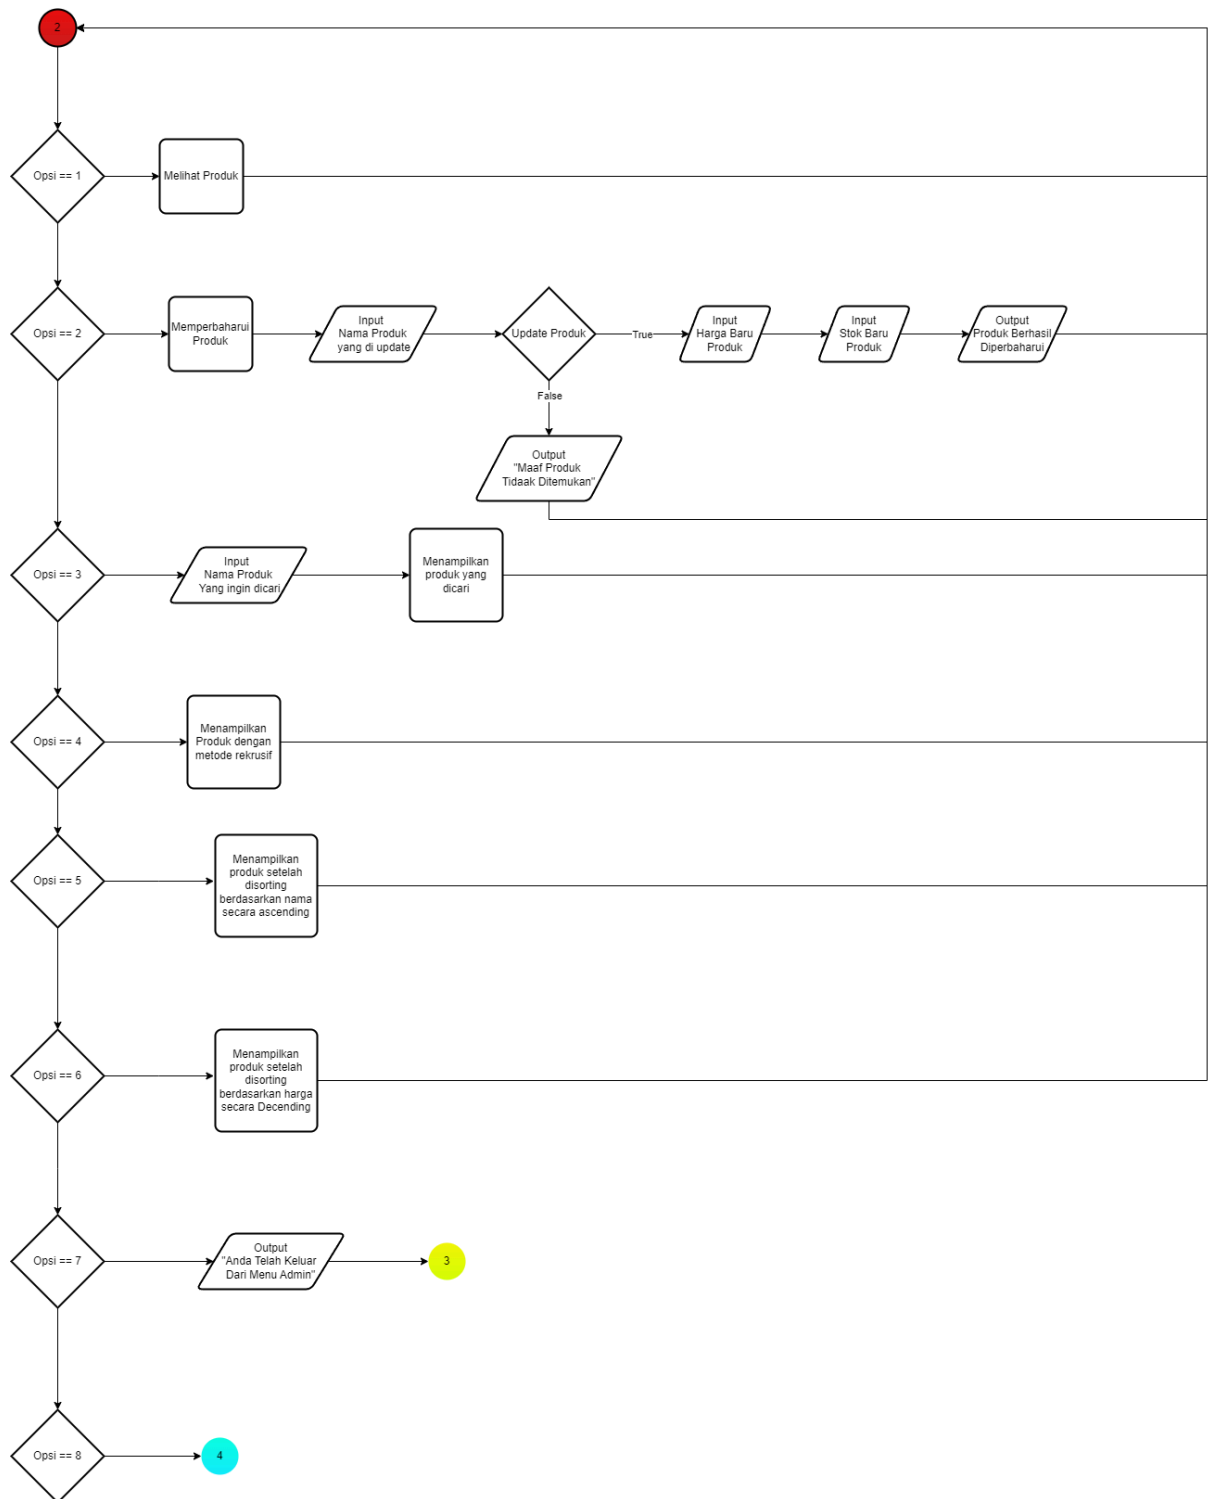 2
Opsi == 1
Melihat Produk
Opsi == 2
Memperbaharui
Produk
Input
Nama Produk
yang di update
Update Produk
True
Input
Harga Baru
Produk
Input
Stok Baru
Produk
Output
Produk Berhasil
Diperbaharui
False
Output
"Maaf Produk
Tidaak Ditemukan"
Opsi == 3
Input
Nama Produk
Yang ingin dicari
Menampilkan
produk yang
dicari
Opsi == 4
Menampilkan
Produk dengan
metode rekrusif
Opsi == 5
Menampilkan
produk setelah
disorting
berdasarkan nama
secara ascending
Opsi == 6
Menampilkan
produk setelah
disorting
berdasarkan harga
secara Decending
Opsi == 7
Output
"Anda Telah Keluar
Dari Menu Admin"
3
Opsi == 8
4